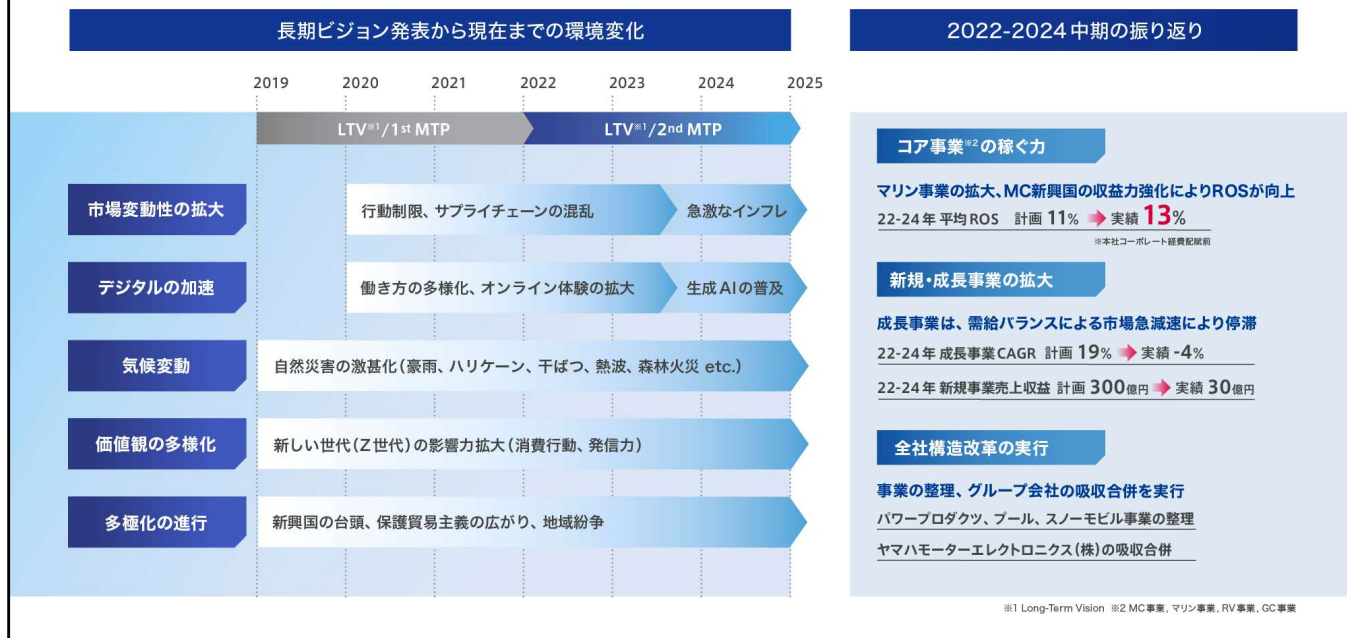 長期ビジョン発表から現在までの環境変化
2019 2020 2021 2022 2023 2024 2025
LTV※1/1st MTP LTV※1/2nd MTP
市場変動性の拡大 行動制限、サプライチェーンの混乱 急激なインフレ
デジタルの加速 働き方の多様化、オンライン体験の拡大 生成AIの普及
気候変動 自然災害の激甚化(豪雨、ハリケーン、干ばつ、熱波、森林火災 etc.)
価値観の多様化 新しい世代(Z世代)の影響力拡大(消費行動、発信力)
多極化の進行 新興国の台頭、保護貿易主義の広がり、地域紛争
2022-2024中期の振り返り
コア事業※2の稼ぐ力
マリン事業の拡大、MC新興国の収益力強化によりROSが向上
22-24年 平均ROS 計画 11% 実績 13%
※本社コーポレート経費配賦前
新規・成長事業の拡大
成長事業は、需給バランスによる市場急減速により停滞
22-24年 成長事業CAGR 計画 19% 実績 -4%
22-24年 新規事業売上収益 計画 300億円 実績 30億円
全社構造改革の実行
事業の整理、グループ会社の吸収合併を実行
パワープロダクツ、プール、スノーモビル事業の整理
ヤマハモーターエレクトロニクス(株)の吸収合併
※1 Long-Term Vision ※2 MC事業, マリン事業, RV事業, GC事業